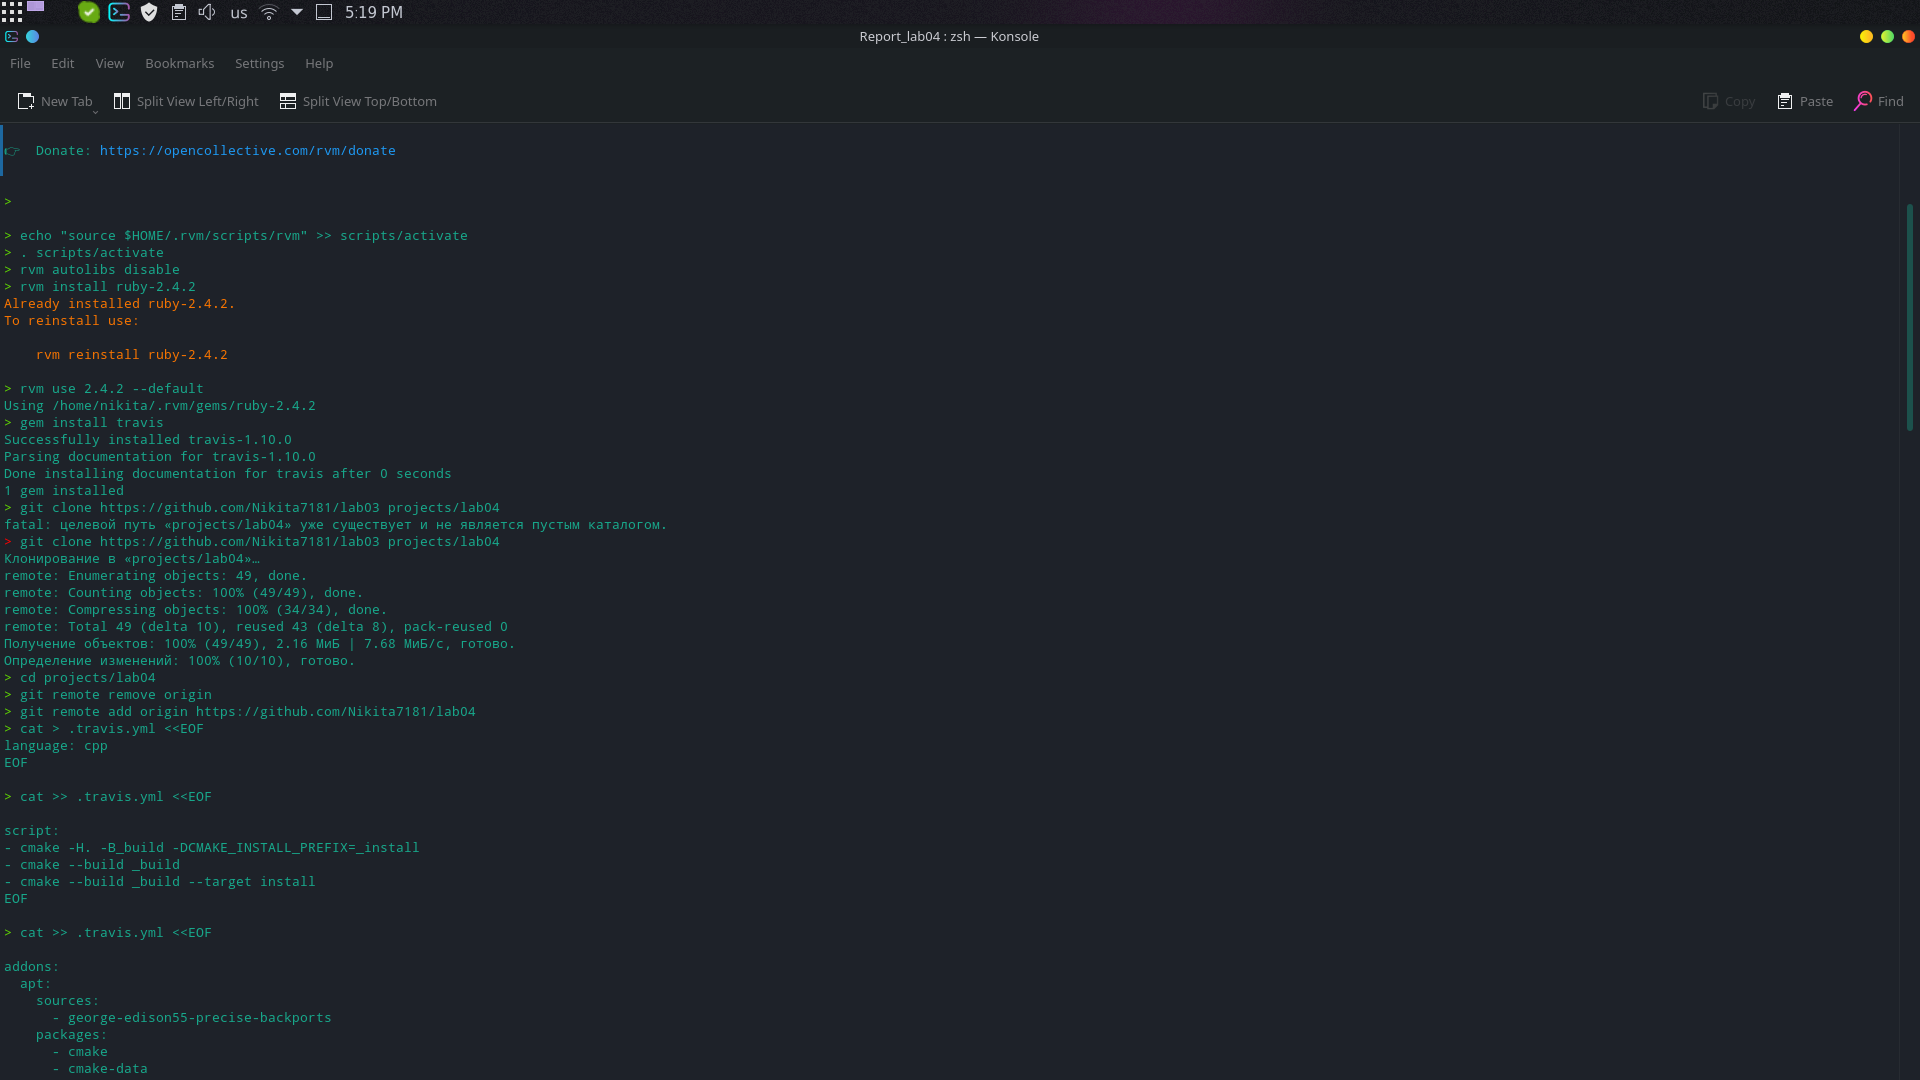 us 5:19 PM
Report_lab04 : zsh — Konsole
File Edit View Bookmarks Settings Help
New Tab Split View Left/Right Split View Top/Bottom Copy Paste Find
👉 Donate: https://opencollective.com/rvm/donate
>
> echo "source $HOME/.rvm/scripts/rvm" >> scripts/activate
> . scripts/activate
> rvm autolibs disable
> rvm install ruby-2.4.2
Already installed ruby-2.4.2.
To reinstall use:
rvm reinstall ruby-2.4.2
> rvm use 2.4.2 --default
Using /home/nikita/.rvm/gems/ruby-2.4.2
> gem install travis
Successfully installed travis-1.10.0
Parsing documentation for travis-1.10.0
Done installing documentation for travis after 0 seconds
1 gem installed
> git clone https://github.com/Nikita7181/lab03 projects/lab04
fatal: целевой путь «projects/lab04» уже существует и не является пустым каталогом.
> git clone https://github.com/Nikita7181/lab03 projects/lab04
Клонирование в «projects/lab04»…
remote: Enumerating objects: 49, done.
remote: Counting objects: 100% (49/49), done.
remote: Compressing objects: 100% (34/34), done.
remote: Total 49 (delta 10), reused 43 (delta 8), pack-reused 0
Получение объектов: 100% (49/49), 2.16 МиБ | 7.68 МиБ/с, готово.
Определение изменений: 100% (10/10), готово.
> cd projects/lab04
> git remote remove origin
> git remote add origin https://github.com/Nikita7181/lab04
> cat > .travis.yml <<EOF
language: cpp
EOF
> cat >> .travis.yml <<EOF
script:
- cmake -H. -B_build -DCMAKE_INSTALL_PREFIX=_install
- cmake --build _build
- cmake --build _build --target install
EOF
> cat >> .travis.yml <<EOF
addons:
apt:
sources:
- george-edison55-precise-backports
packages:
- cmake
- cmake-data